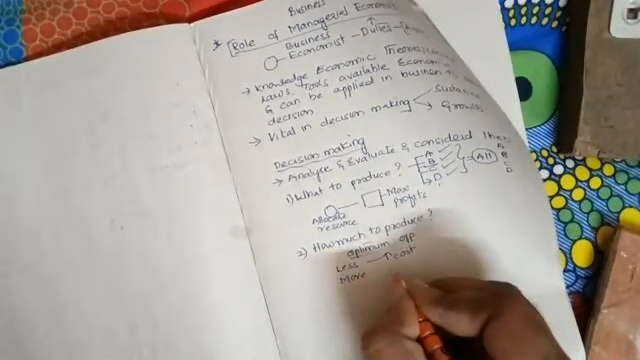 Business
* Role of Managerial Economist
Business
Economist - Duties -
→ Knowledge Economic Theories
Laws, Tools available Economi
& can be applied in business
decision
→ Vital in decision making
Growth
Decision making
→ Analyse & Evaluate & considered
1) What to produce?
A
B
C
D
All
A
B
C
D
Allocate
resource
Max
profits
2) How much to produce?
optimum o/p
Less → ↑ cost
More